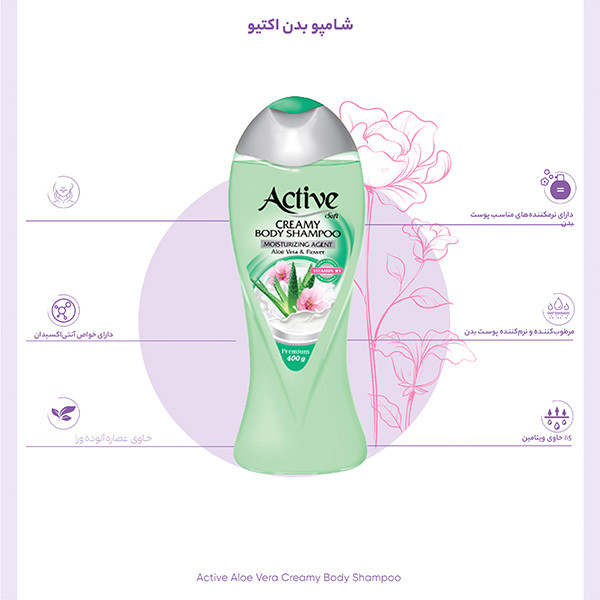 شامپو بدن اکتیو
Active
Soft
CREAMY
BODY SHAMPOO
MOISTURIZING AGENT
Aloe Vera & Flower
VITAMIN B5
Premium
400 g
دارای نرم‌کننده‌های مناسب پوست
بدن
مرطوب‌کننده و نرم‌کننده پوست بدن
دارای خواص آنتی‌اکسیدان
B5 حاوی ویتامین
حاوی عصاره آلوئه‌ورا
Active Aloe Vera Creamy Body Shampoo